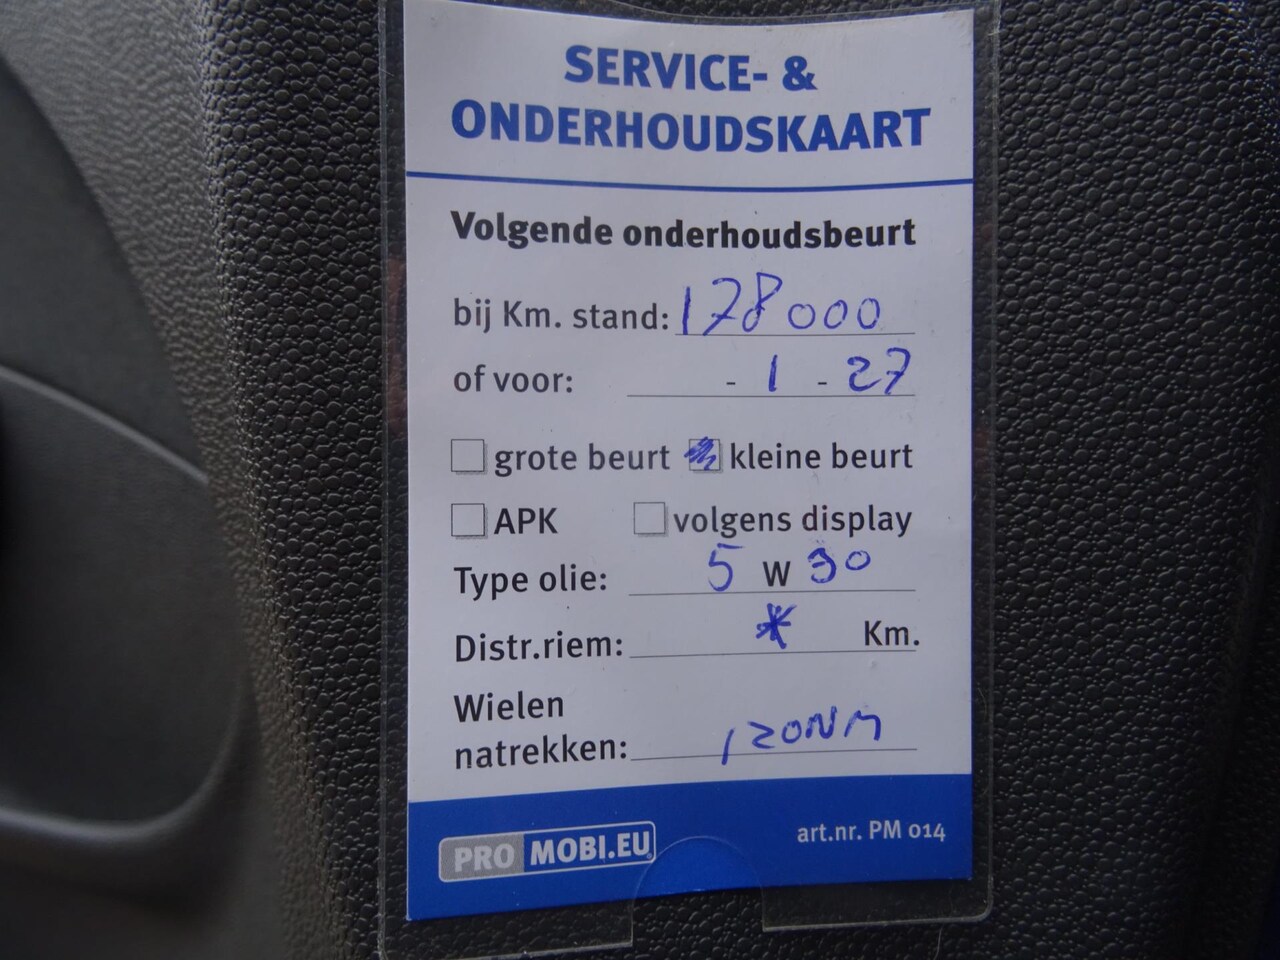 SERVICE- &
ONDERHOUDSKAART
Volgende onderhoudsbeurt
bij Km. stand: 178000
of voor: - 1 - 27
grote beurt kleine beurt
APK volgens display
Type olie: 5 W 30
Distr.riem: * Km.
Wielen
natrekken: 120NM
PRO MOBI.EU
art.nr. PM 014